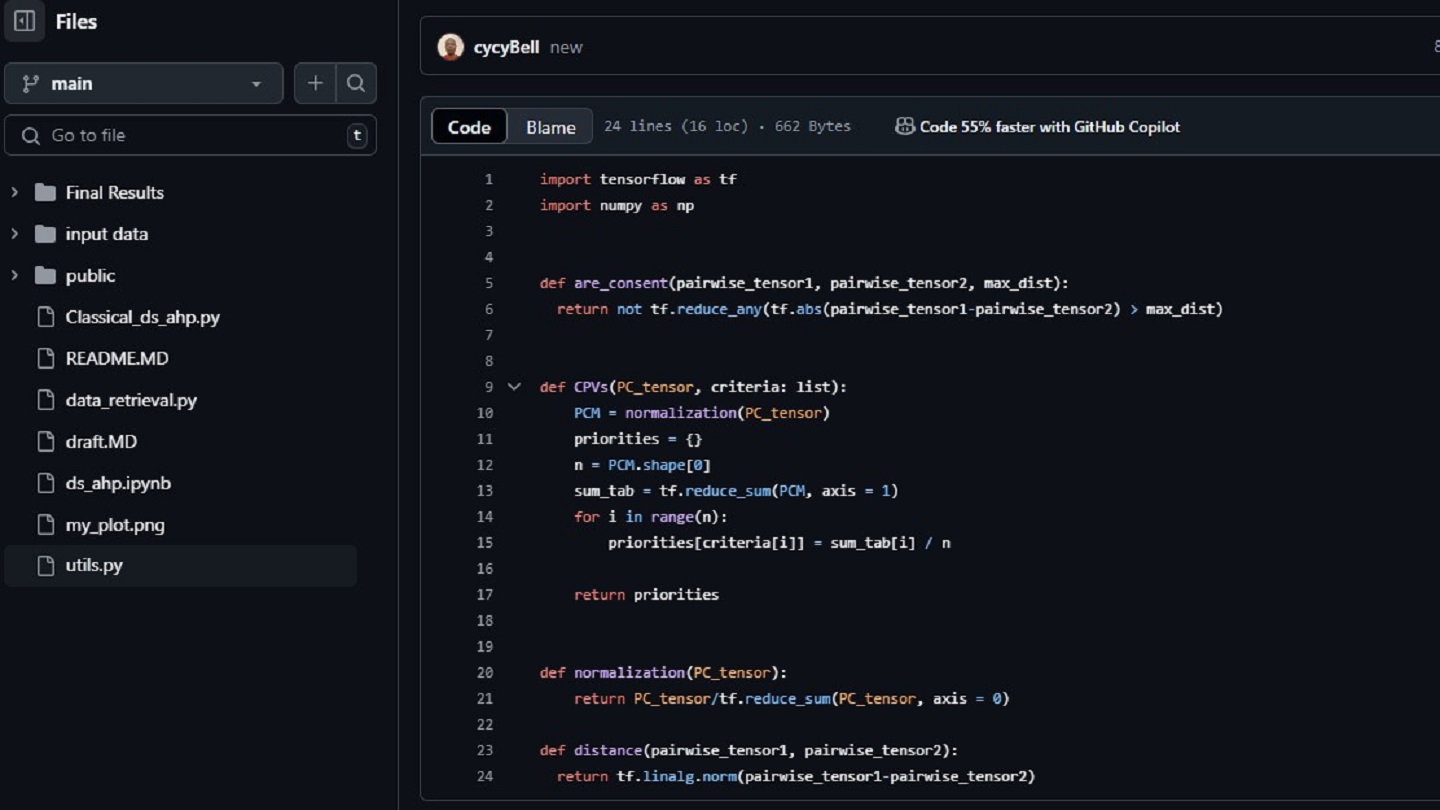 Files
main
Go to file
t
Final Results
input data
public
Classical_ds_ahp.py
README.MD
data_retrieval.py
draft.MD
ds_ahp.ipynb
my_plot.png
utils.py
cycyBell new
Code Blame 24 lines (16 loc) · 662 Bytes Code 55% faster with GitHub Copilot
1 import tensorflow as tf
2 import numpy as np
3
4
5 def are_consent(pairwise_tensor1, pairwise_tensor2, max_dist):
6 return not tf.reduce_any(tf.abs(pairwise_tensor1-pairwise_tensor2) > max_dist)
7
8
9 def CPVs(PC_tensor, criteria: list):
10 PCM = normalization(PC_tensor)
11 priorities = {}
12 n = PCM.shape[0]
13 sum_tab = tf.reduce_sum(PCM, axis = 1)
14 for i in range(n):
15 priorities[criteria[i]] = sum_tab[i] / n
16
17 return priorities
18
19
20 def normalization(PC_tensor):
21 return PC_tensor/tf.reduce_sum(PC_tensor, axis = 0)
22
23 def distance(pairwise_tensor1, pairwise_tensor2):
24 return tf.linalg.norm(pairwise_tensor1-pairwise_tensor2)